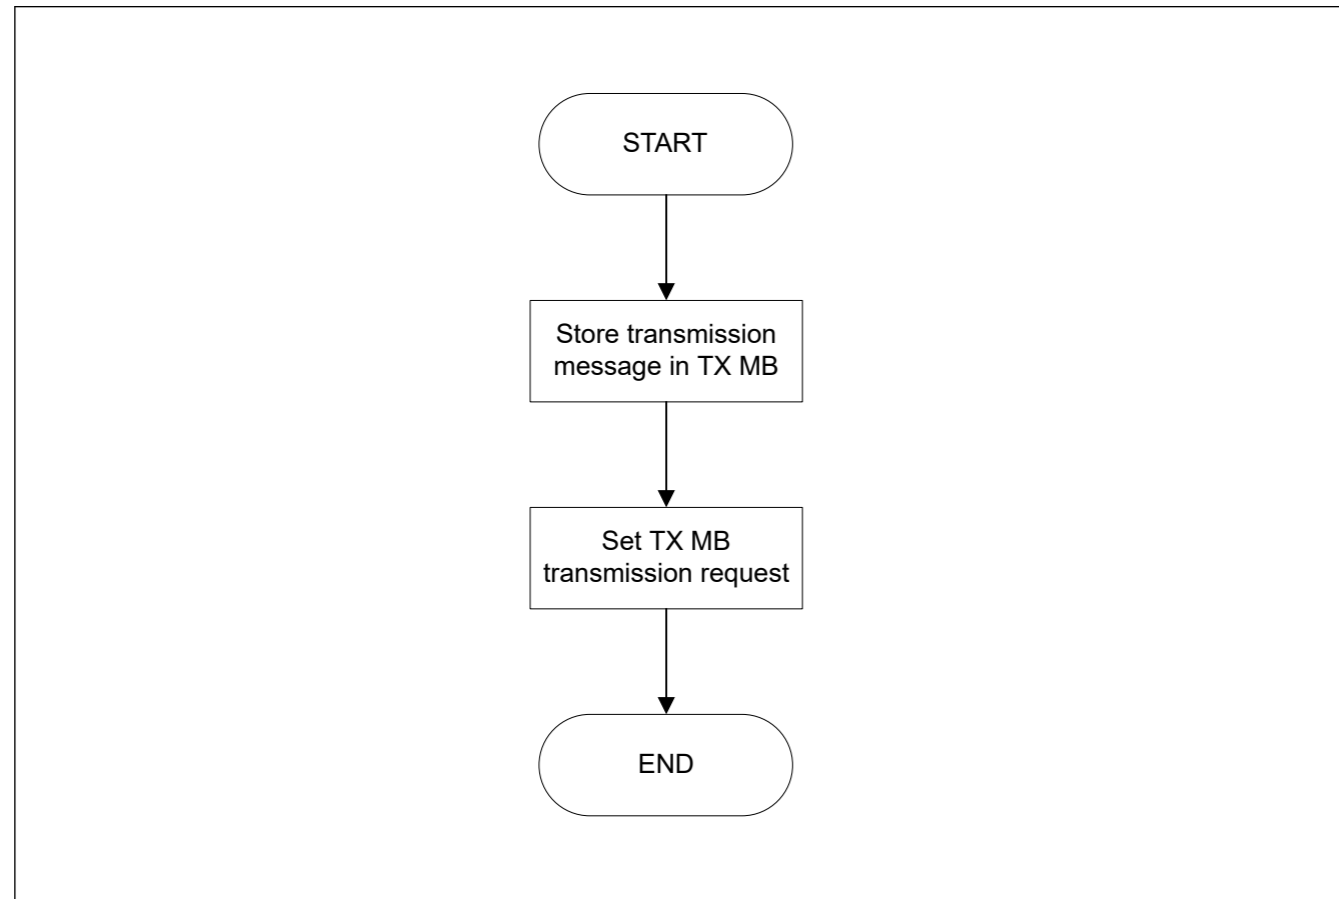 START
Store transmission
message in TX MB
Set TX MB
transmission request
END